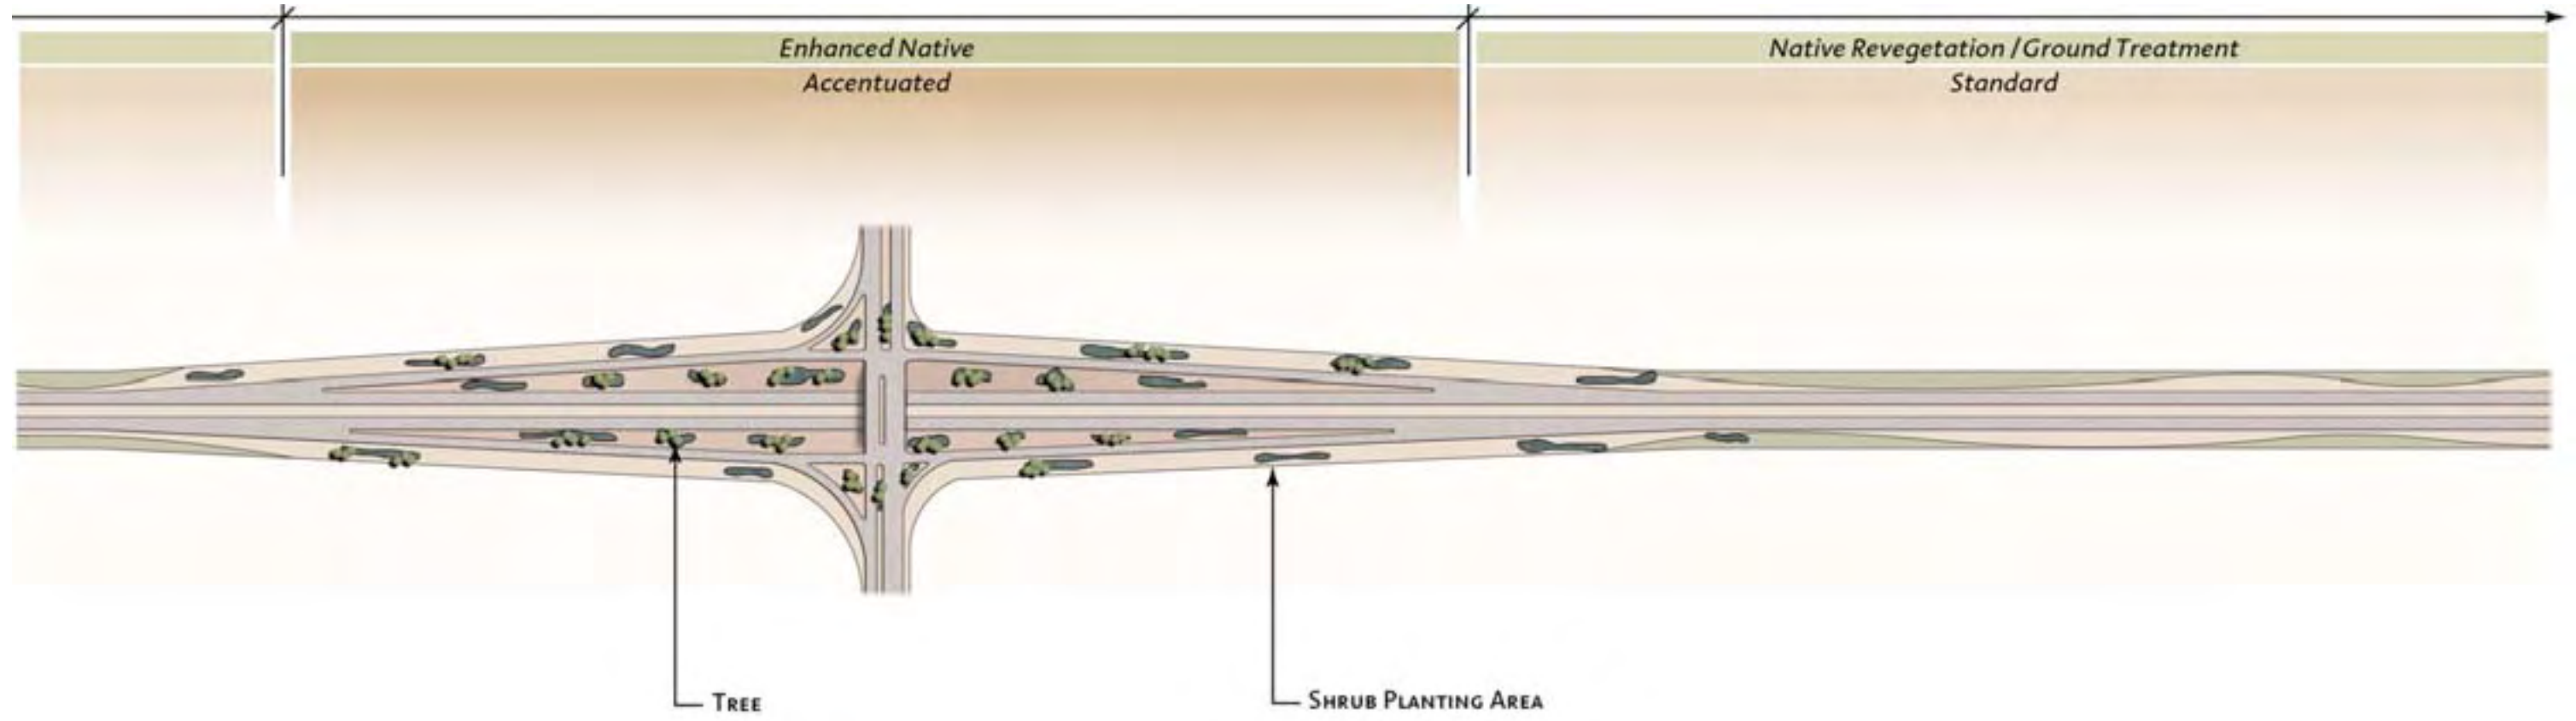 Enhanced Native
Accentuated
Native Revegetation / Ground Treatment
Standard
TREE
SHRUB PLANTING AREA